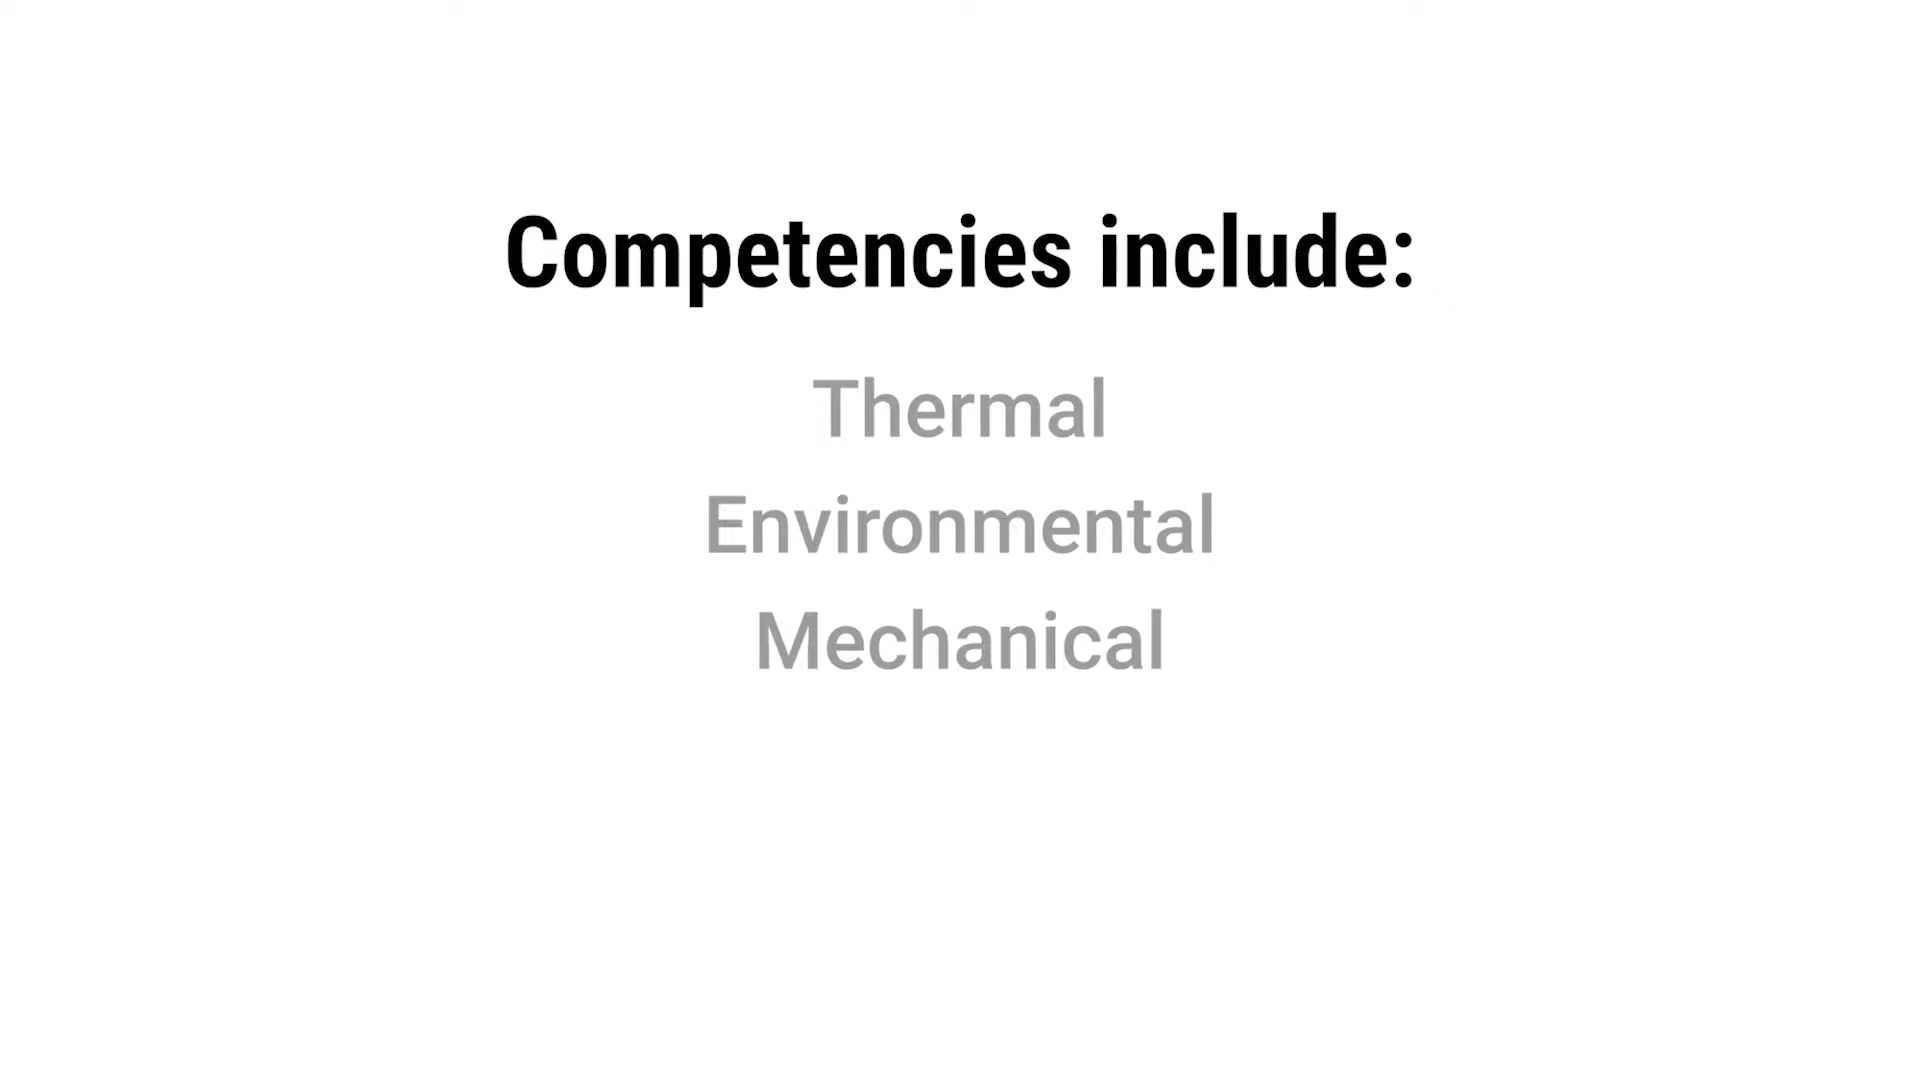 Competencies include:
Thermal
Environmental
Mechanical